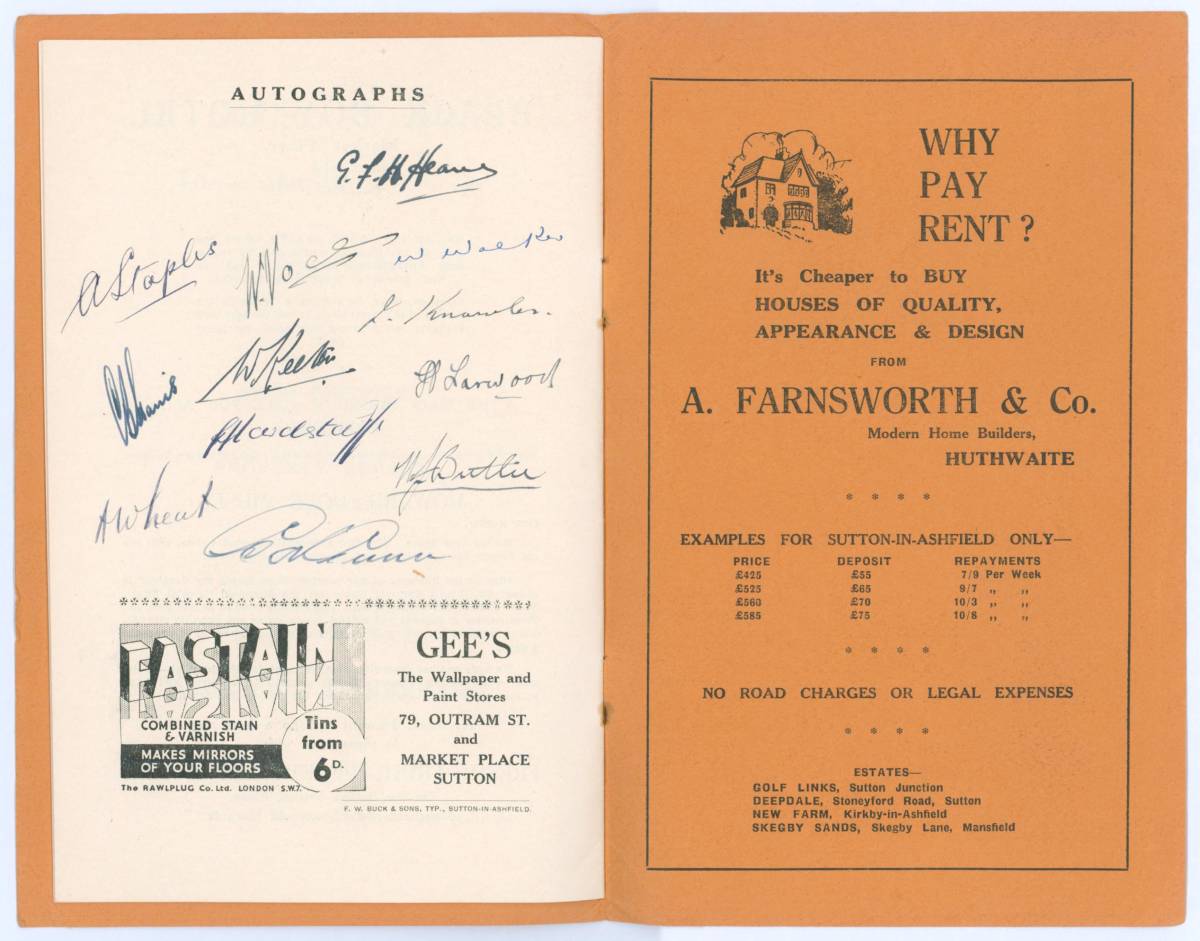 AUTOGRAPHS
G. F. H. Heane
A Staples
W. Voce
W Walker
J. Knowles.
C B Harris
W Keeton
H Larwood
J Hardstaff Jr
H J Butler
A Wheat
Geo V Gunn
FASTAIN
COMBINED STAIN
& VARNISH
MAKES MIRRORS
OF YOUR FLOORS
Tins
from
6D.
The RAWLPLUG Co. Ltd. LONDON S.W.7.
GEE'S
The Wallpaper and
Paint Stores
79, OUTRAM ST.
and
MARKET PLACE
SUTTON
F. W. BUCK & SONS, TYP., SUTTON-IN-ASHFIELD.
WHY
PAY
RENT ?
It's Cheaper to BUY
HOUSES OF QUALITY,
APPEARANCE & DESIGN
FROM
A. FARNSWORTH & Co.
Modern Home Builders,
HUTHWAITE
* * * *
EXAMPLES FOR SUTTON-IN-ASHFIELD ONLY—
PRICE DEPOSIT REPAYMENTS
£425 £55 7/9 Per Week
£525 £65 9/7 " "
£560 £70 10/3 " "
£585 £75 10/8 " "
* * * *
NO ROAD CHARGES OR LEGAL EXPENSES
* * * *
ESTATES—
GOLF LINKS, Sutton Junction
DEEPDALE, Stoneyford Road, Sutton
NEW FARM, Kirkby-in-Ashfield
SKEGBY SANDS, Skegby Lane, Mansfield